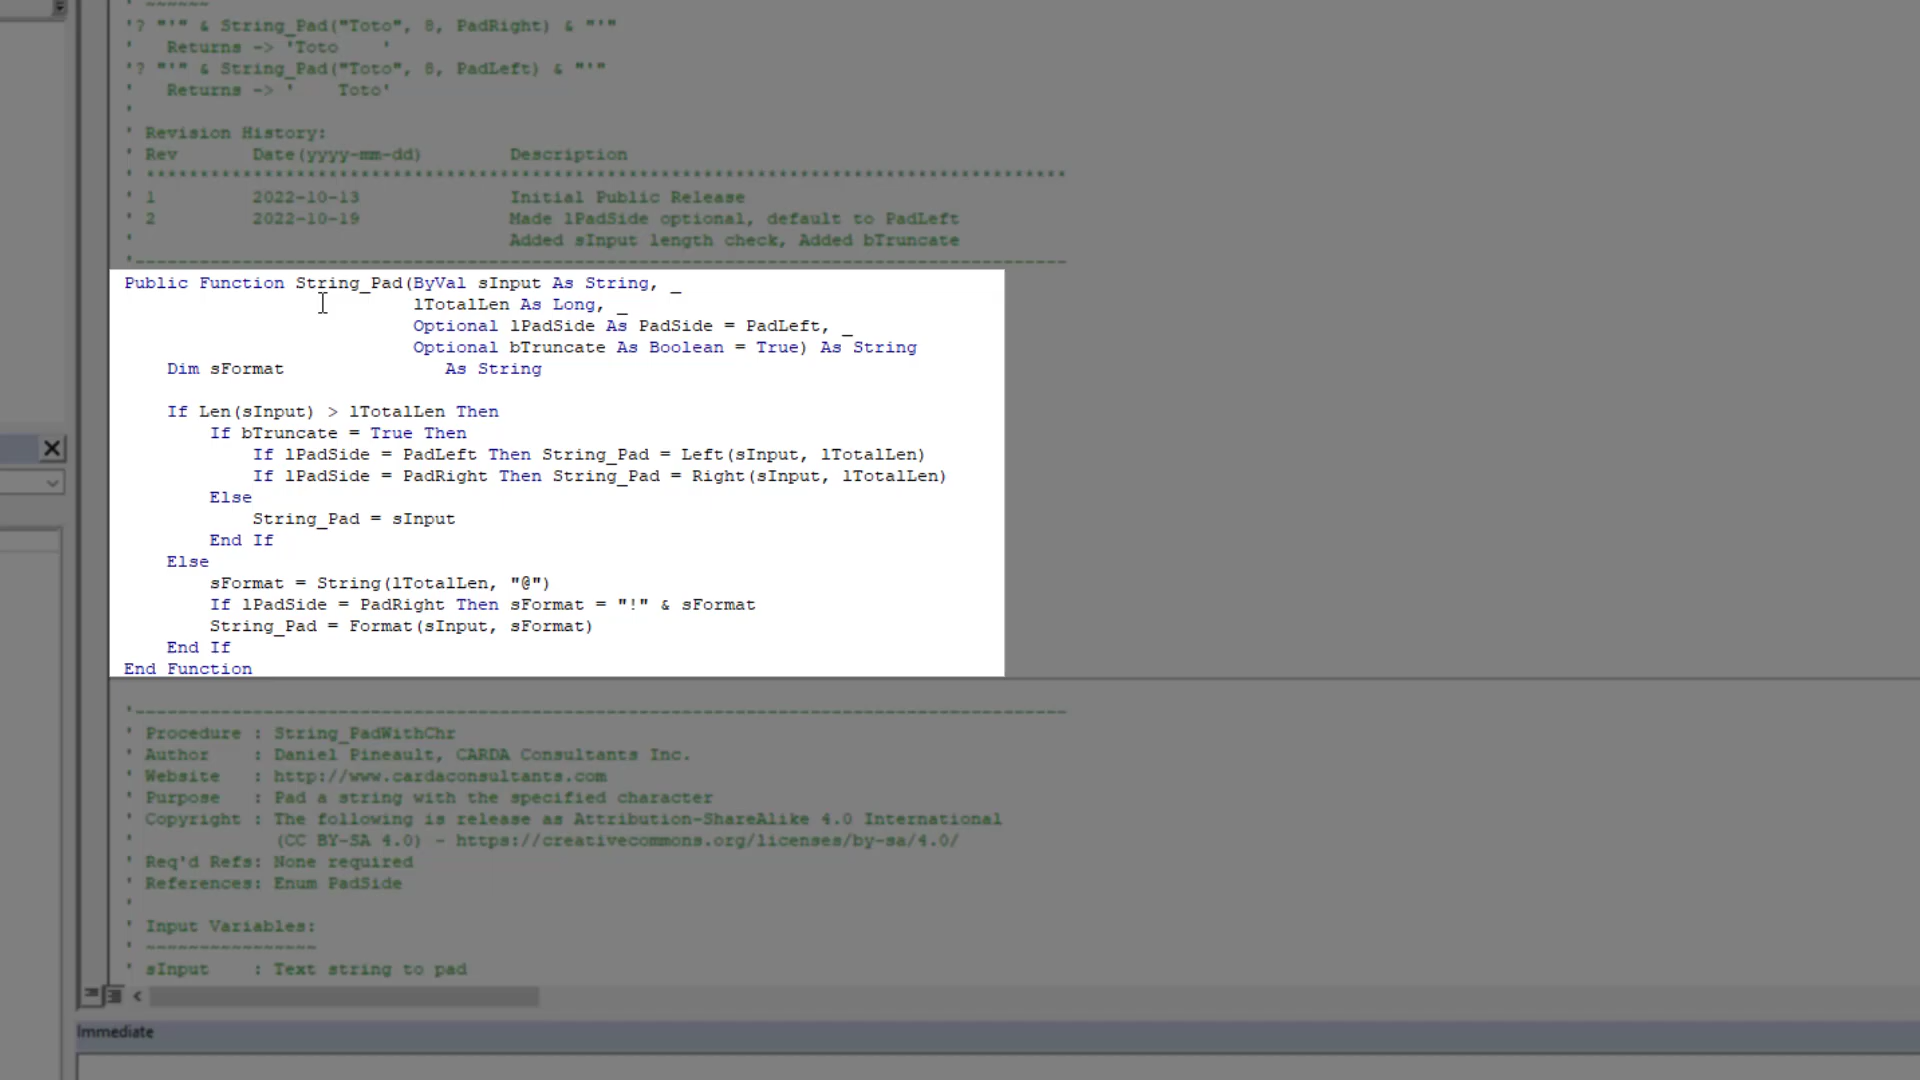 ' ~~~~~~
'? "'" & String_Pad("Toto", 8, PadRight) & "'"
'   Returns -> 'Toto    '
'? "'" & String_Pad("Toto", 8, PadLeft) & "'"
'   Returns -> '    Toto'
'
' Revision History:
' Rev       Date(yyyy-mm-dd)        Description
' **************************************************************************************
' 1         2022-10-13              Initial Public Release
' 2         2022-10-19              Made lPadSide optional, default to PadLeft
'                                   Added sInput length check, Added bTruncate
'---------------------------------------------------------------------------------------
Public Function String_Pad(ByVal sInput As String, _
                           lTotalLen As Long, _
                           Optional lPadSide As PadSide = PadLeft, _
                           Optional bTruncate As Boolean = True) As String
    Dim sFormat               As String
    If Len(sInput) > lTotalLen Then
        If bTruncate = True Then
            If lPadSide = PadLeft Then String_Pad = Left(sInput, lTotalLen)
            If lPadSide = PadRight Then String_Pad = Right(sInput, lTotalLen)
        Else
            String_Pad = sInput
        End If
    Else
        sFormat = String(lTotalLen, "@")
        If lPadSide = PadRight Then sFormat = "!" & sFormat
        String_Pad = Format(sInput, sFormat)
    End If
End Function
'---------------------------------------------------------------------------------------
' Procedure : String_PadWithChr
' Author    : Daniel Pineault, CARDA Consultants Inc.
' Website   : http://www.cardaconsultants.com
' Purpose   : Pad a string with the specified character
' Copyright : The following is release as Attribution-ShareAlike 4.0 International
'             (CC BY-SA 4.0) - https://creativecommons.org/licenses/by-sa/4.0/
' Req'd Refs: None required
' References: Enum PadSide
'
' Input Variables:
' ~~~~~~~~~~~~~~~~
' sInput    : Text string to pad
Immediate